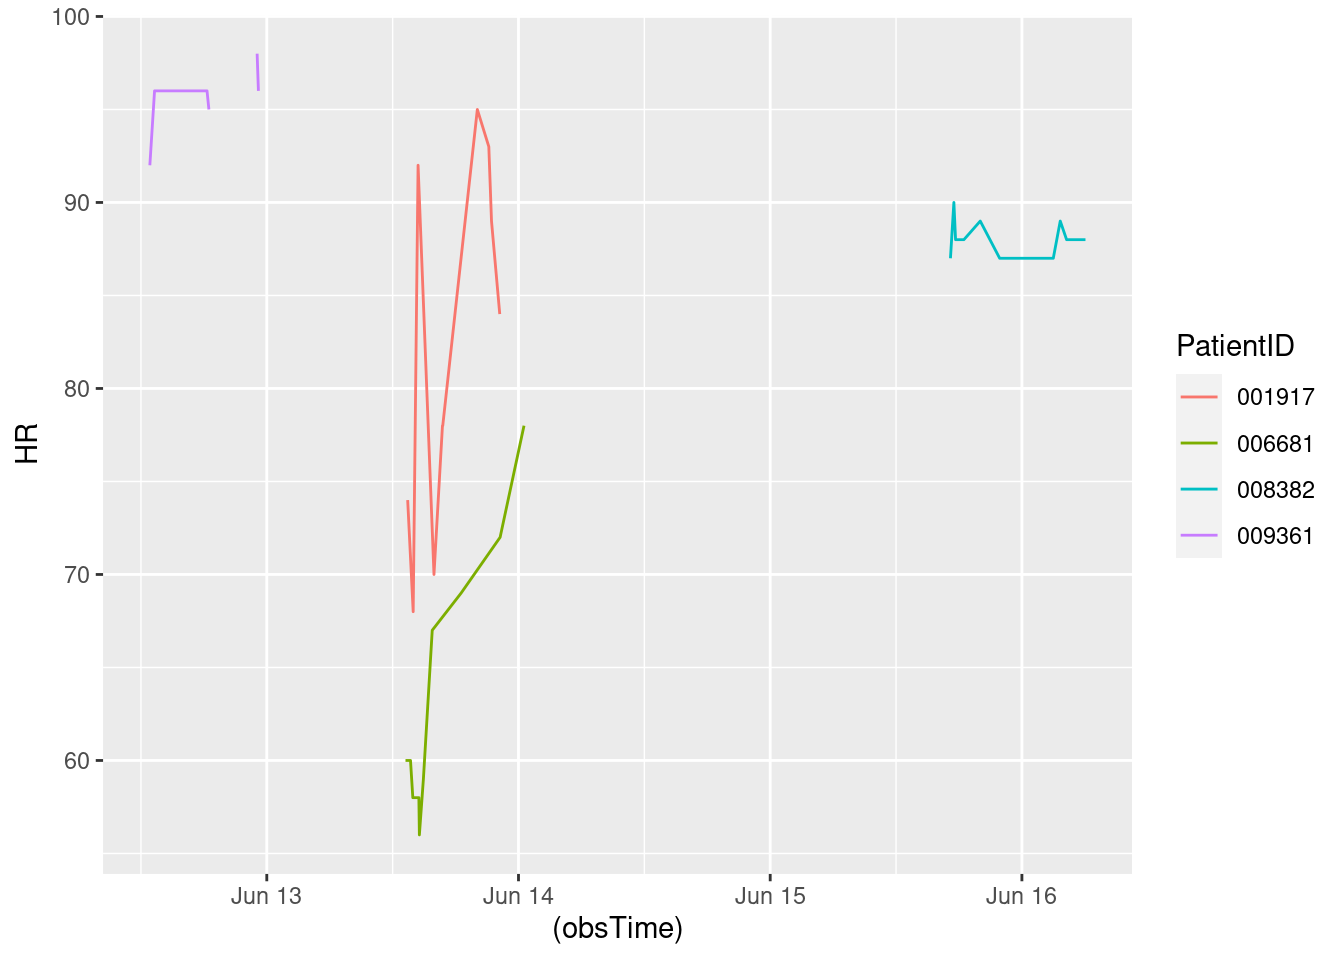 100
90
80
70
60
HR
Jun 13
Jun 14
Jun 15
Jun 16
(obsTime)
PatientID
001917
006681
008382
009361